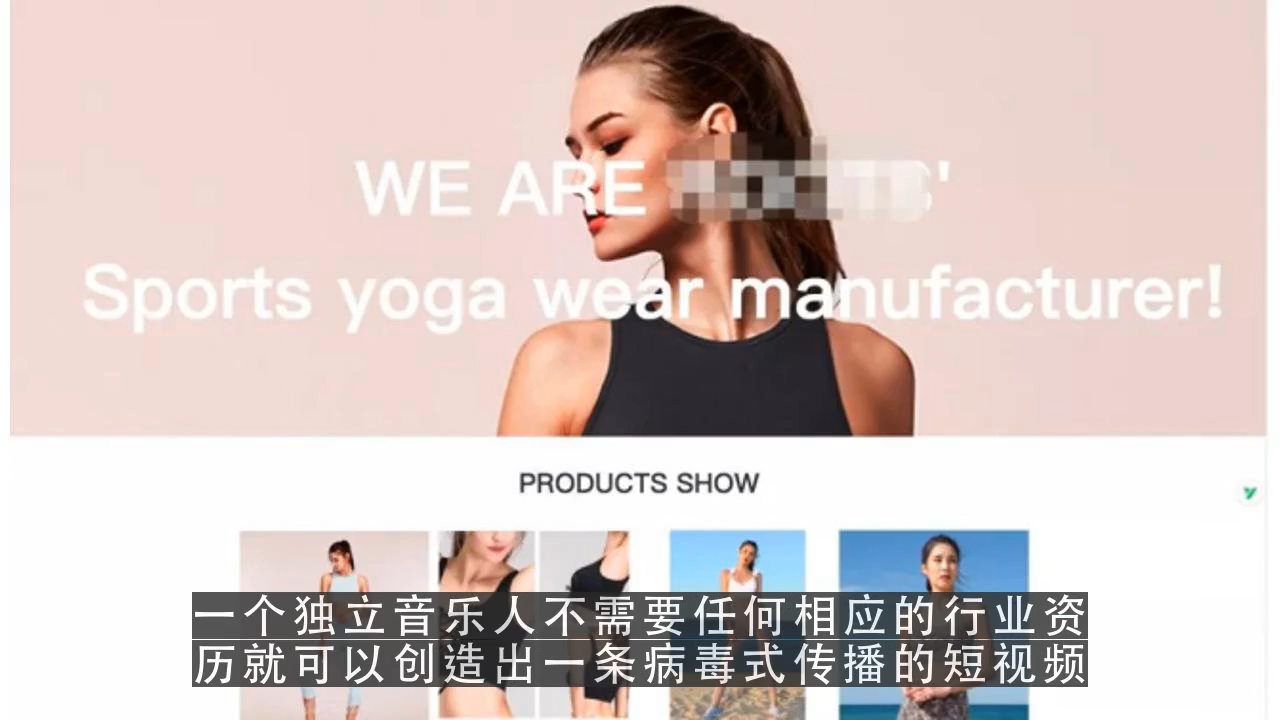 WE ARE
Sports yoga wear manufacturer!
PRODUCTS SHOW
一个独立音乐人不需要任何相应的行业资
历就可以创造出一条病毒式传播的短视频